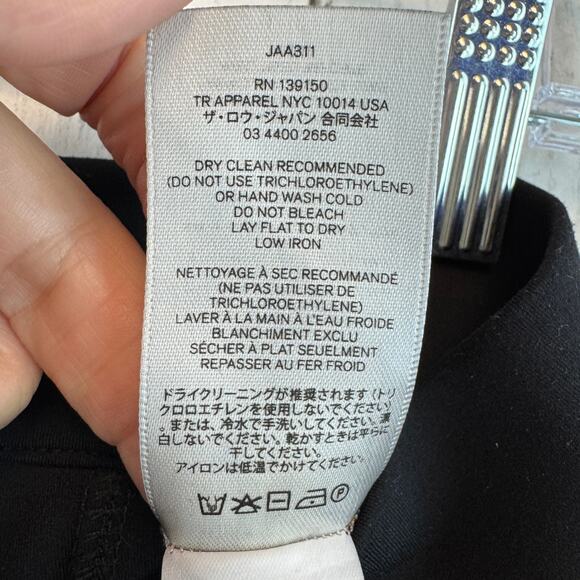 JAA311
RN 139150
TR APPAREL NYC 10014 USA
ザ・ロウ・ジャパン 合同会社
03 4400 2656
DRY CLEAN RECOMMENDED
(DO NOT USE TRICHLOROETHYLENE)
OR HAND WASH COLD
DO NOT BLEACH
LAY FLAT TO DRY
LOW IRON
NETTOYAGE À SEC RECOMMANDÉ
(NE PAS UTILISER DE
TRICHLOROETHYLENE)
LAVER À LA MAIN À L'EAU FROIDE
BLANCHIMENT EXCLU
SÉCHER À PLAT SEUELMENT
REPASSER AU FER FROID
ドライクリーニングが推奨されます (トリ
クロロエチレンを使用しないでください)
。または、冷水で手洗いしてください。漂
白しないでください。乾かすときは平らに
干してください。
アイロンは低温でかけてください。
P